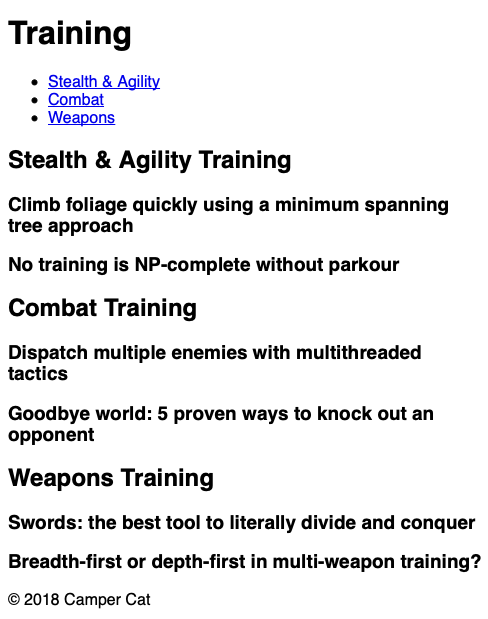 Training
Stealth & Agility
Combat
Weapons
Stealth & Agility Training
Climb foliage quickly using a minimum spanning
tree approach
No training is NP-complete without parkour
Combat Training
Dispatch multiple enemies with multithreaded
tactics
Goodbye world: 5 proven ways to knock out an
opponent
Weapons Training
Swords: the best tool to literally divide and conquer
Breadth-first or depth-first in multi-weapon training?
© 2018 Camper Cat